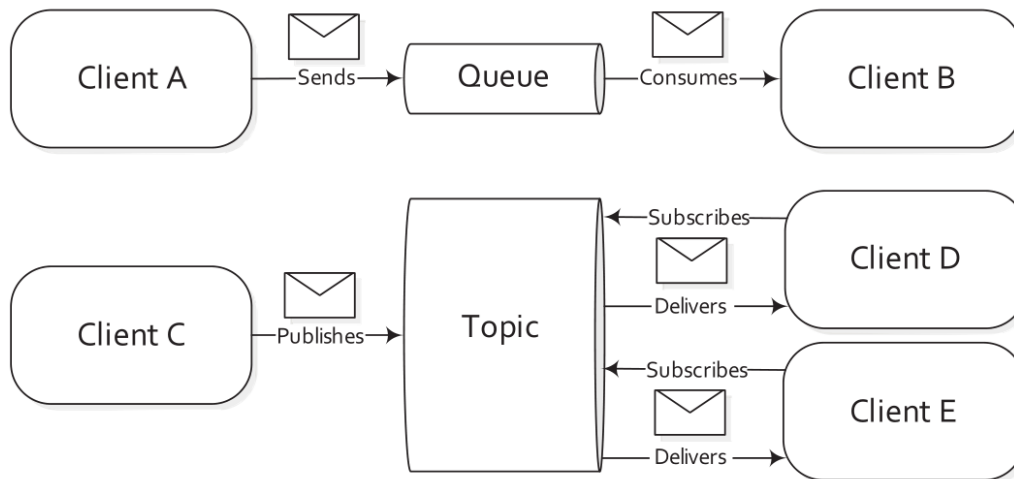 Client A
Sends
Queue
Consumes
Client B
Client C
Publishes
Topic
Subscribes
Delivers
Client D
Subscribes
Delivers
Client E